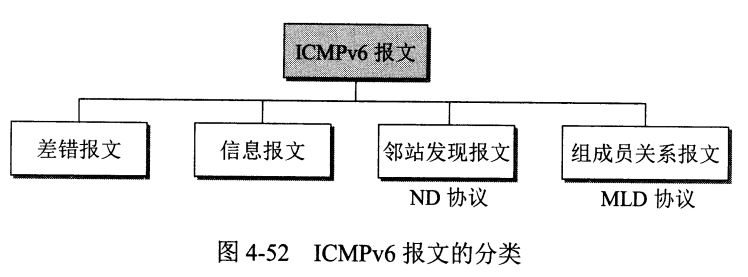 ICMPv6 报文
差错报文
信息报文
邻站发现报文
组成员关系报文
ND 协议
MLD 协议
图 4-52 ICMPv6 报文的分类